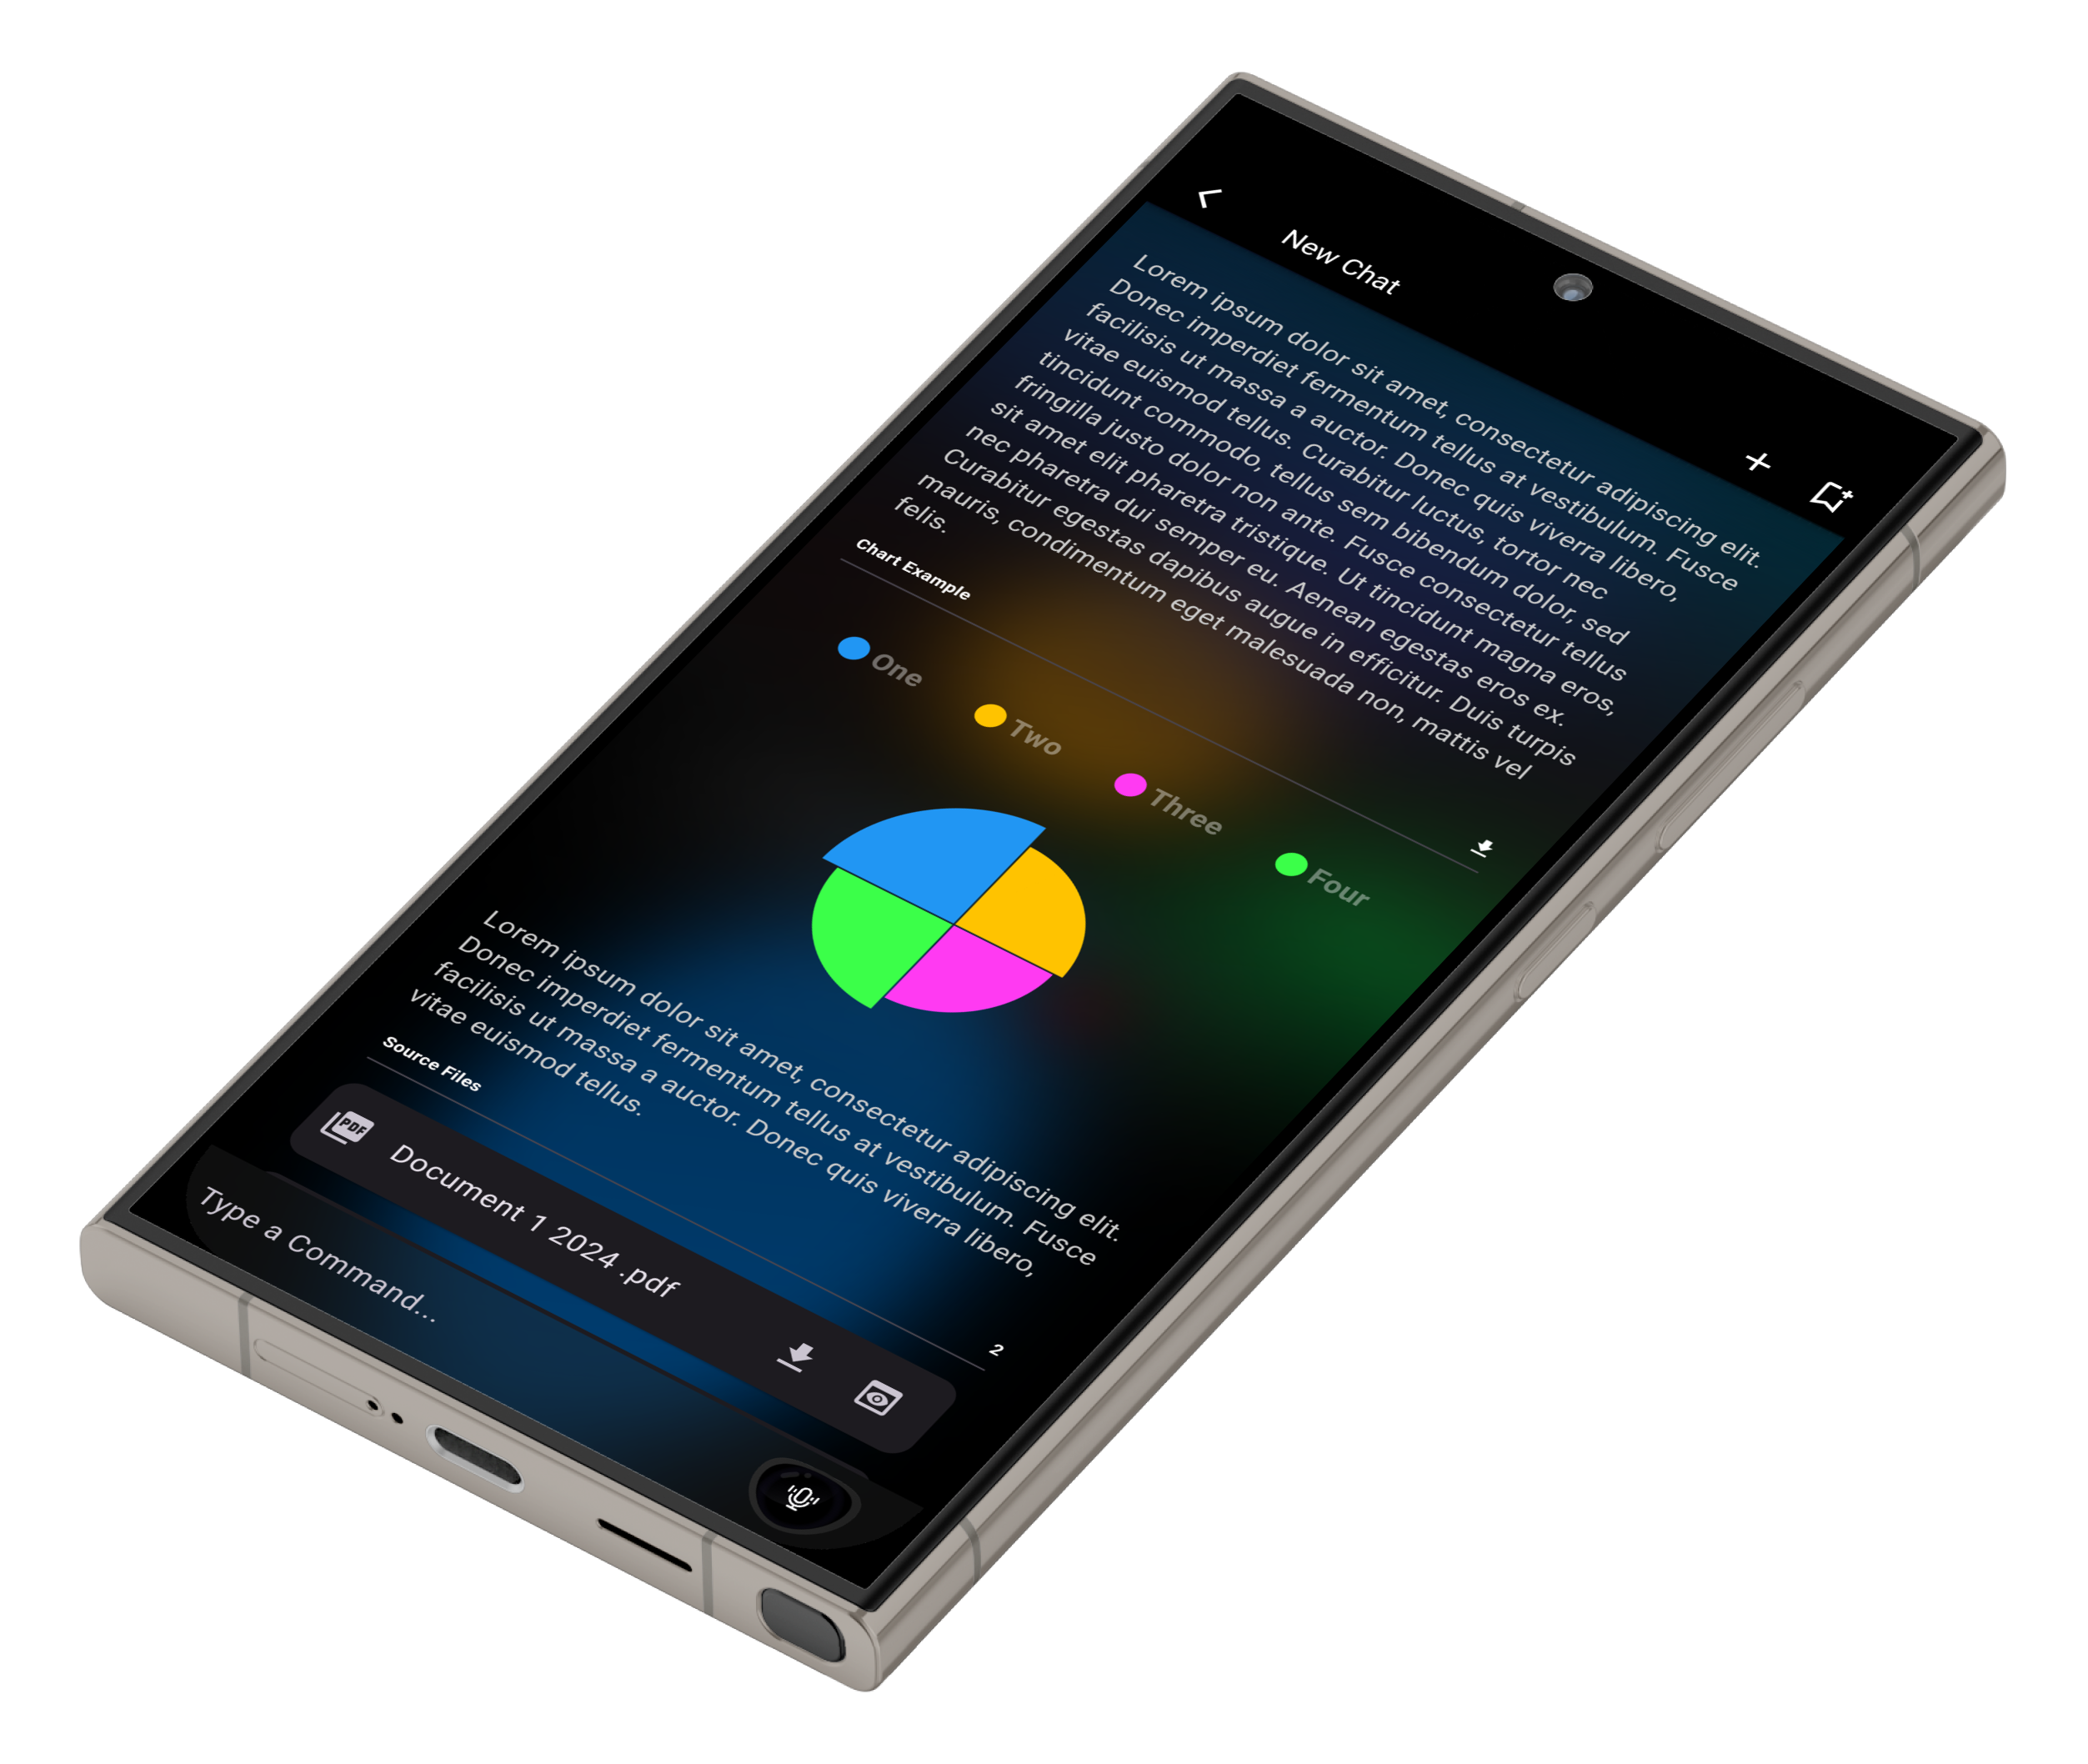 New Chat
Lorem ipsum dolor sit amet, consectetur adipiscing elit.
Donec imperdiet fermentum tellus at vestibulum. Fusce
facilisis ut massa a auctor. Donec quis viverra libero,
vitae euismod tellus. Curabitur luctus, tortor nec
tincidunt commodo, tellus sem bibendum dolor, sed
fringilla justo dolor non ante. Fusce consectetur tellus
sit amet elit pharetra tristique. Ut tincidunt magna eros,
nec pharetra dui semper eu. Aenean egestas eros ex.
Curabitur egestas dapibus augue in efficitur. Duis turpis
mauris, condimentum eget malesuada non, mattis vel
felis.
Chart Example
One
Two
Three
Four
Lorem ipsum dolor sit amet, consectetur adipiscing elit.
Donec imperdiet fermentum tellus at vestibulum. Fusce
facilisis ut massa a auctor. Donec quis viverra libero,
vitae euismod tellus.
Source Files
2
PDF
Document 1 2024.pdf
Type a Command...